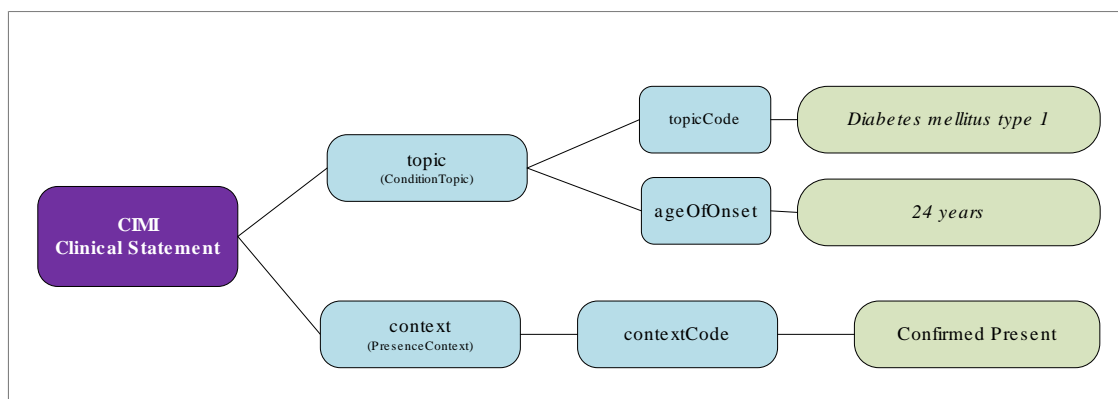 CIMI
Clinical Statement
topic
(ConditionTopic)
topicCode
Diabetes mellitus type 1
ageOfOnset
24 years
context
(PresenceContext)
contextCode
Confirmed Present